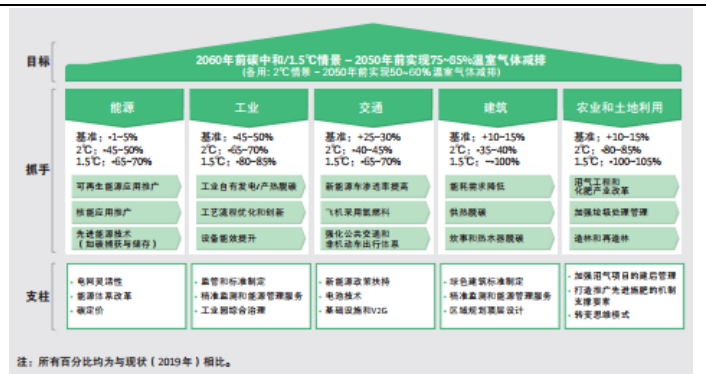 目标
2060年前碳中和/1.5℃情景 – 2050年前实现75~85%温室气体减排
(备用: 2℃情景 – 2050年前实现50~60%温室气体减排)
抓手
能源
基准: -1~5%
2℃: -45~50%
1.5℃: -65~70%
可再生能源应用推广
核能应用推广
先进能源技术
(如碳捕获与储存)
工业
基准: -45~50%
2℃: -65~70%
1.5℃: -80~85%
工业自有发电/产热脱碳
工艺流程优化和创新
设备能效提升
交通
基准: +25~30%
2℃: -40~45%
1.5℃: -65~70%
新能源车渗透率提高
飞机采用氢燃料
强化公共交通和
非机动车出行体系
建筑
基准: +10~15%
2℃: -35~40%
1.5℃: -~100%
能耗需求降低
供热脱碳
炊事和热水器脱碳
农业和土地利用
基准: +10~15%
2℃: -80~85%
1.5℃: -100~105%
沼气工程和
化肥产业改革
加强垃圾处理管理
造林和再造林
支柱
· 电网灵活性
· 能源体系改革
· 碳定价
· 监管和标准制定
· 精准监测和能源管理服务
· 工业园综合治理
· 新能源政策扶持
· 电池技术
· 基础设施和V2G
· 绿色建筑标准制定
· 精准监测和能源管理服务
· 区域规划顶层设计
· 加强沼气项目的建后管理
· 打造推广先进施肥的机制
支撑要素
· 转变思维模式
注: 所有百分比均为与现状 ( 2019年 ) 相比。